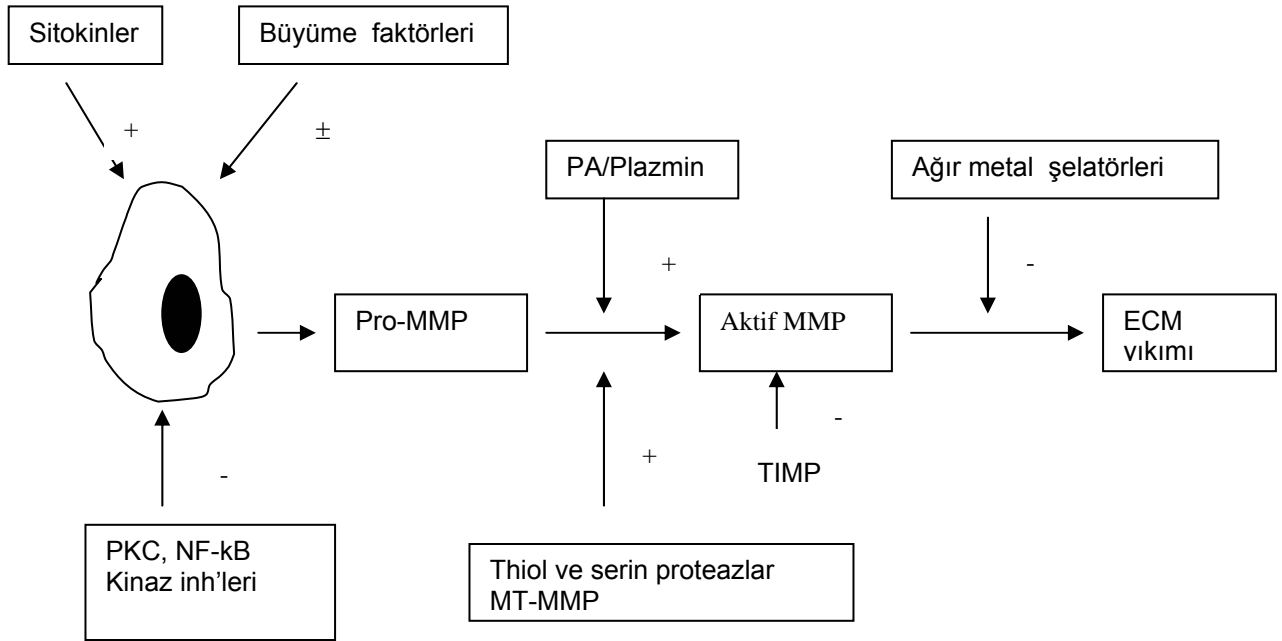 Sitokinler
Büyüme faktörleri
+
±
PA/Plazmin
Ağır metal şelatörleri
+
-
Pro-MMP
Aktif MMP
ECM
vıkımı
-
+
TIMP
-
PKC, NF-kB
Kinaz inh’leri
Thiol ve serin proteazlar
MT-MMP